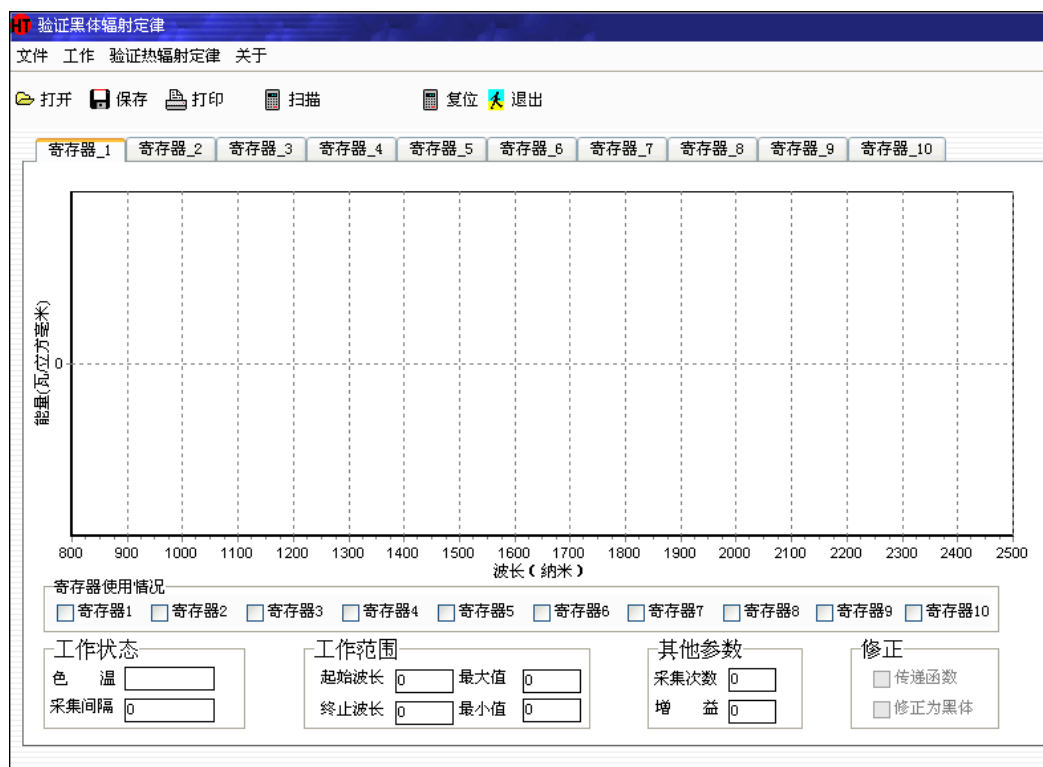 HT 验证黑体辐射定律
文件 工作 验证热辐射定律 关于
打开 保存 打印 扫描 复位 退出
寄存器_1 寄存器_2 寄存器_3 寄存器_4 寄存器_5 寄存器_6 寄存器_7 寄存器_8 寄存器_9 寄存器_10
能量(瓦/立方毫米)
0
800 900 1000 1100 1200 1300 1400 1500 1600 1700 1800 1900 2000 2100 2200 2300 2400 2500
波长(纳米)
寄存器使用情况
寄存器1 寄存器2 寄存器3 寄存器4 寄存器5 寄存器6 寄存器7 寄存器8 寄存器9 寄存器10
工作状态 工作范围 其他参数 修正
色 温 起始波长 0 最大值 0 采集次数 0 传递函数
采集间隔 0 终止波长 0 最小值 0 增 益 0 修正为黑体